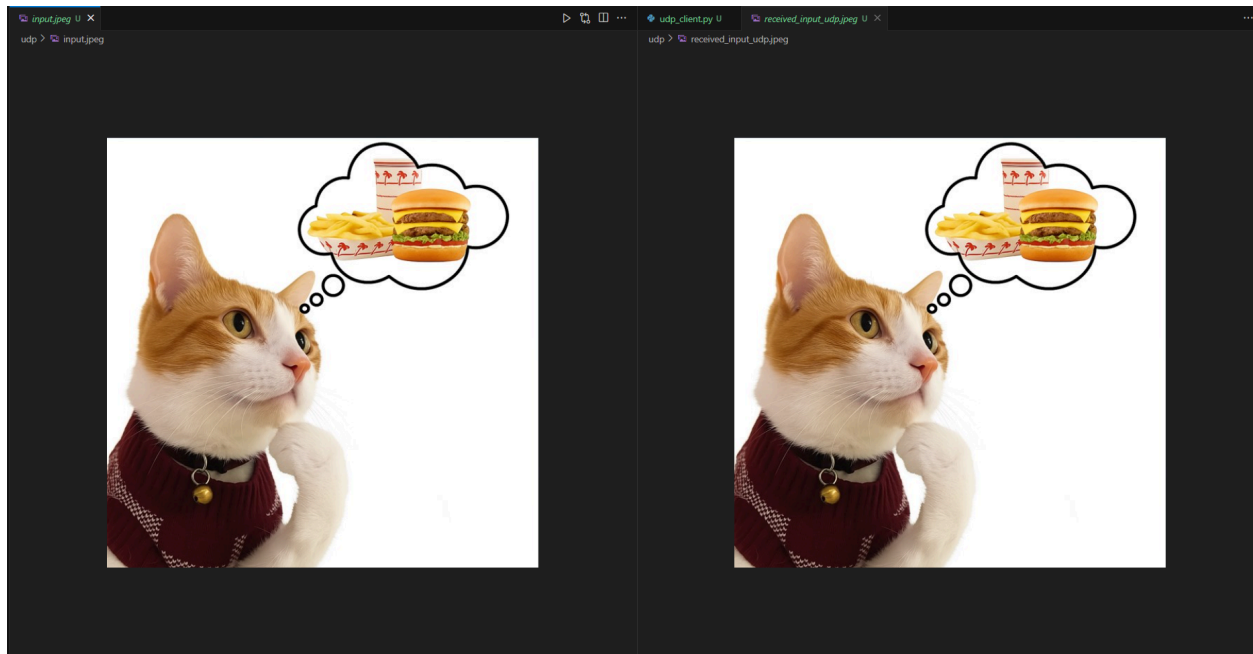 input.jpeg U
udp > input.jpeg
udp_client.py U
received_input_udp.jpeg U
udp > received_input_udp.jpeg